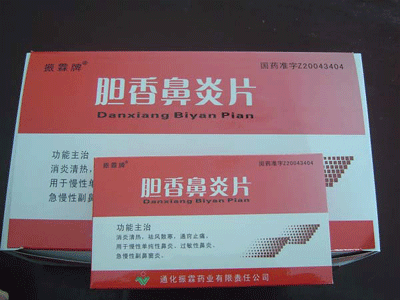 振霖牌®
国药准字Z20043404
胆香鼻炎片
Danxiang Biyan Pian
功能主治
消炎清热、
用于慢性单
急慢性副鼻
振霖牌®
国药准字Z20043404
胆香鼻炎片
Danxiang Biyan Pian
功能主治
消炎清热,祛风散寒,通窍止痛。
用于慢性单纯性鼻炎、过敏性鼻炎、
急慢性副鼻窦炎。
通化振霖药业有限责任公司